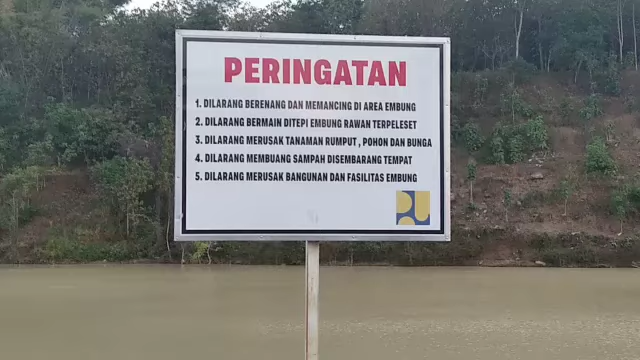 PERINGATAN
1. DILARANG BERENANG DAN MEMANCING DI AREA EMBUNG
2. DILARANG BERMAIN DITEPI EMBUNG RAWAN TERPELESET
3. DILARANG MERUSAK TANAMAN RUMPUT , POHON DAN BUNGA
4. DILARANG MEMBUANG SAMPAH DISEMBARANG TEMPAT
5. DILARANG MERUSAK BANGUNAN DAN FASILITAS EMBUNG
PU